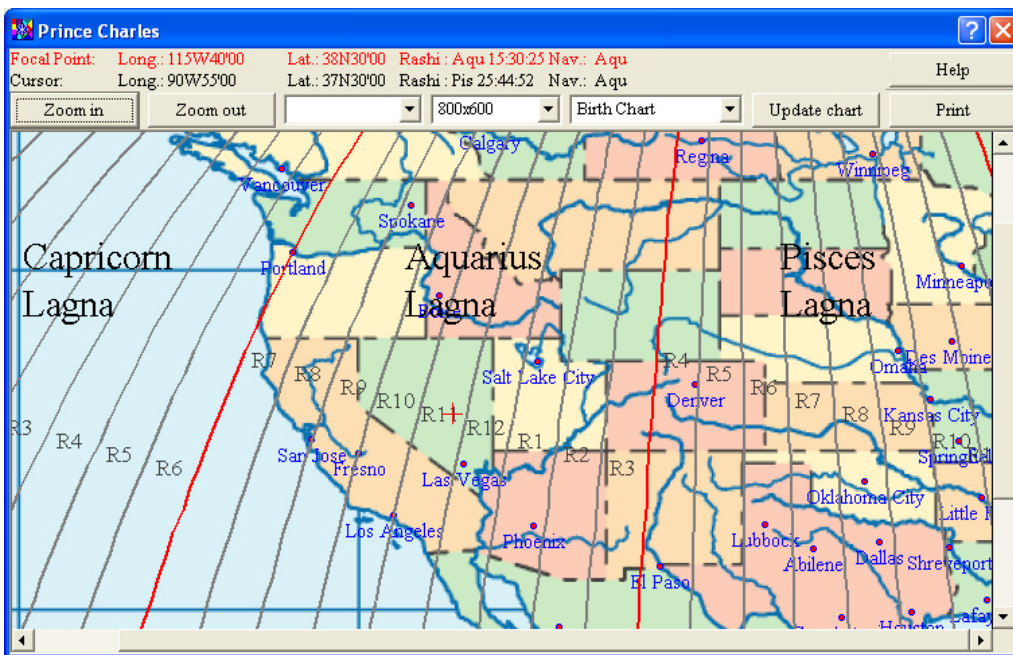 Prince Charles
Focal Point: Long.: 115W40'00 Lat.: 38N30'00 Rashi : Aqu 15:30:25 Nav.: Aqu
Cursor: Long.: 90W55'00 Lat.: 37N30'00 Rashi : Pis 25:44:52 Nav.: Aqu
Help
Zoom in Zoom out 800x600 Birth Chart Update chart Print
Calgary Regina Winnipeg
Vancouver
Spokane
Capricorn Aquarius Pisces
Portland Minneapo
Lagna Lagna Lagna
R7 R8 R9 R10 R11 R12 R1 R2 R3 R4 R5 R6 R7 R8 R9 R10
Salt Lake City Denver Omaha Des Moine
Kansas City
R3 R4 R5 R6
San Jose Fresno Las Vegas
Oklahoma City
Los Angeles Phoenix Lubbock Abilene Dallas Shreveport
El Paso